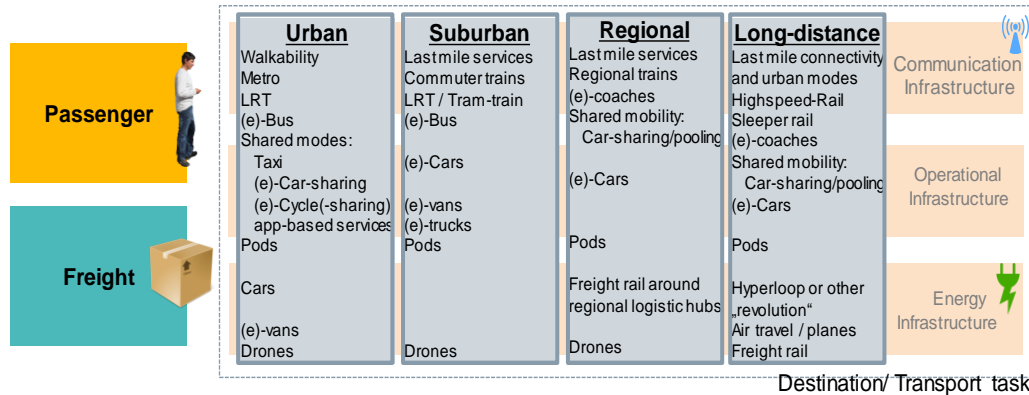 Passenger
Freight
Urban
Walkability
Metro
LRT
(e)-Bus
Shared modes:
Taxi
(e)-Car-sharing
(e)-Cycle(-sharing)
app-based services
Pods
Cars
(e)-vans
Drones
Suburban
Last mile services
Commuter trains
LRT / Tram-train
(e)-Bus
(e)-Cars
(e)-vans
(e)-trucks
Pods
Drones
Regional
Last mile services
Regional trains
(e)-coaches
Shared mobility:
Car-sharing/pooling
(e)-Cars
Pods
Freight rail around
regional logistic hubs
Drones
Long-distance
Last mile connectivity
and urban modes
Highspeed-Rail
Sleeper rail
(e)-coaches
Shared mobility:
Car-sharing/pooling
(e)-Cars
Pods
Hyperloop or other
„revolution“
Air travel / planes
Freight rail
Communication
Infrastructure
Operational
Infrastructure
Energy
Infrastructure
Destination/ Transport task